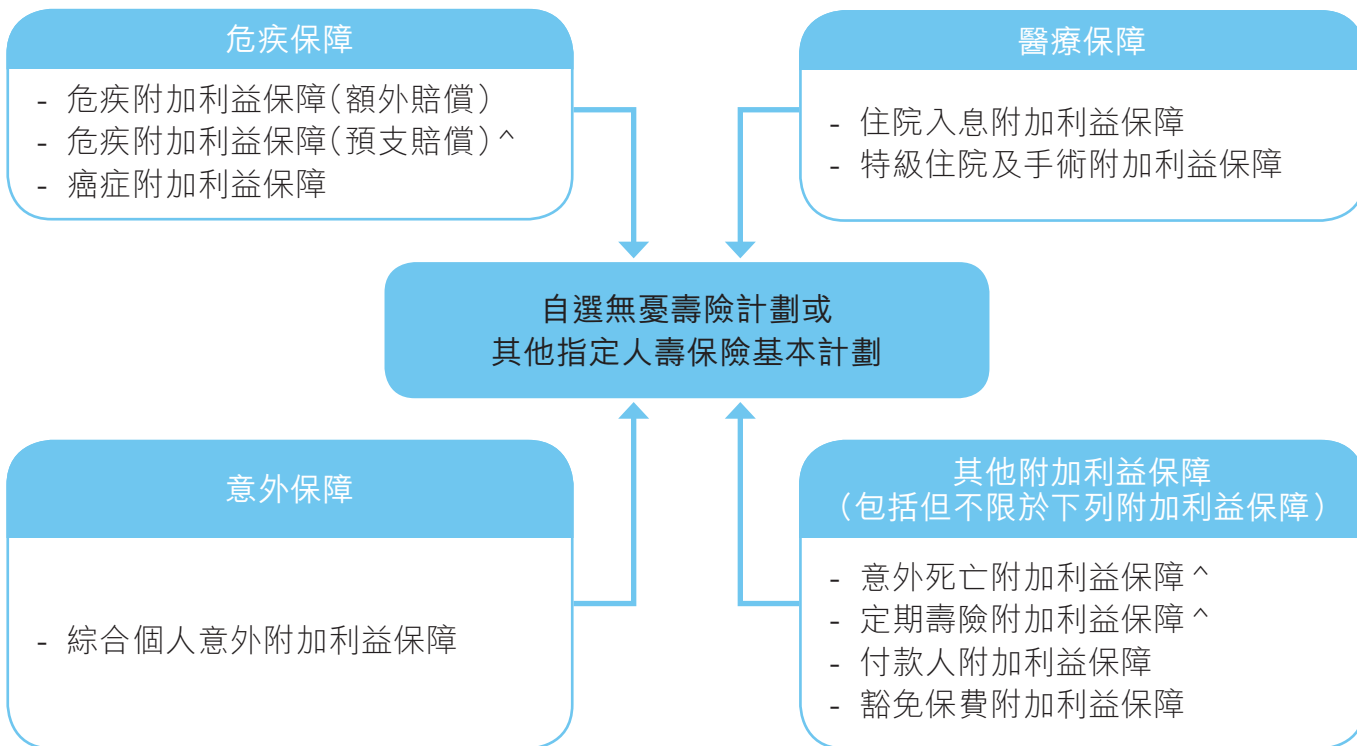 危疾保障
- 危疾附加利益保障(額外賠償)
- 危疾附加利益保障(預支賠償)^
- 癌症附加利益保障
醫療保障
- 住院入息附加利益保障
- 特級住院及手術附加利益保障
自選無憂壽險計劃或
其他指定人壽保險基本計劃
意外保障
- 綜合個人意外附加利益保障
其他附加利益保障
(包括但不限於下列附加利益保障)
- 意外死亡附加利益保障^
- 定期壽險附加利益保障^
- 付款人附加利益保障
- 豁免保費附加利益保障